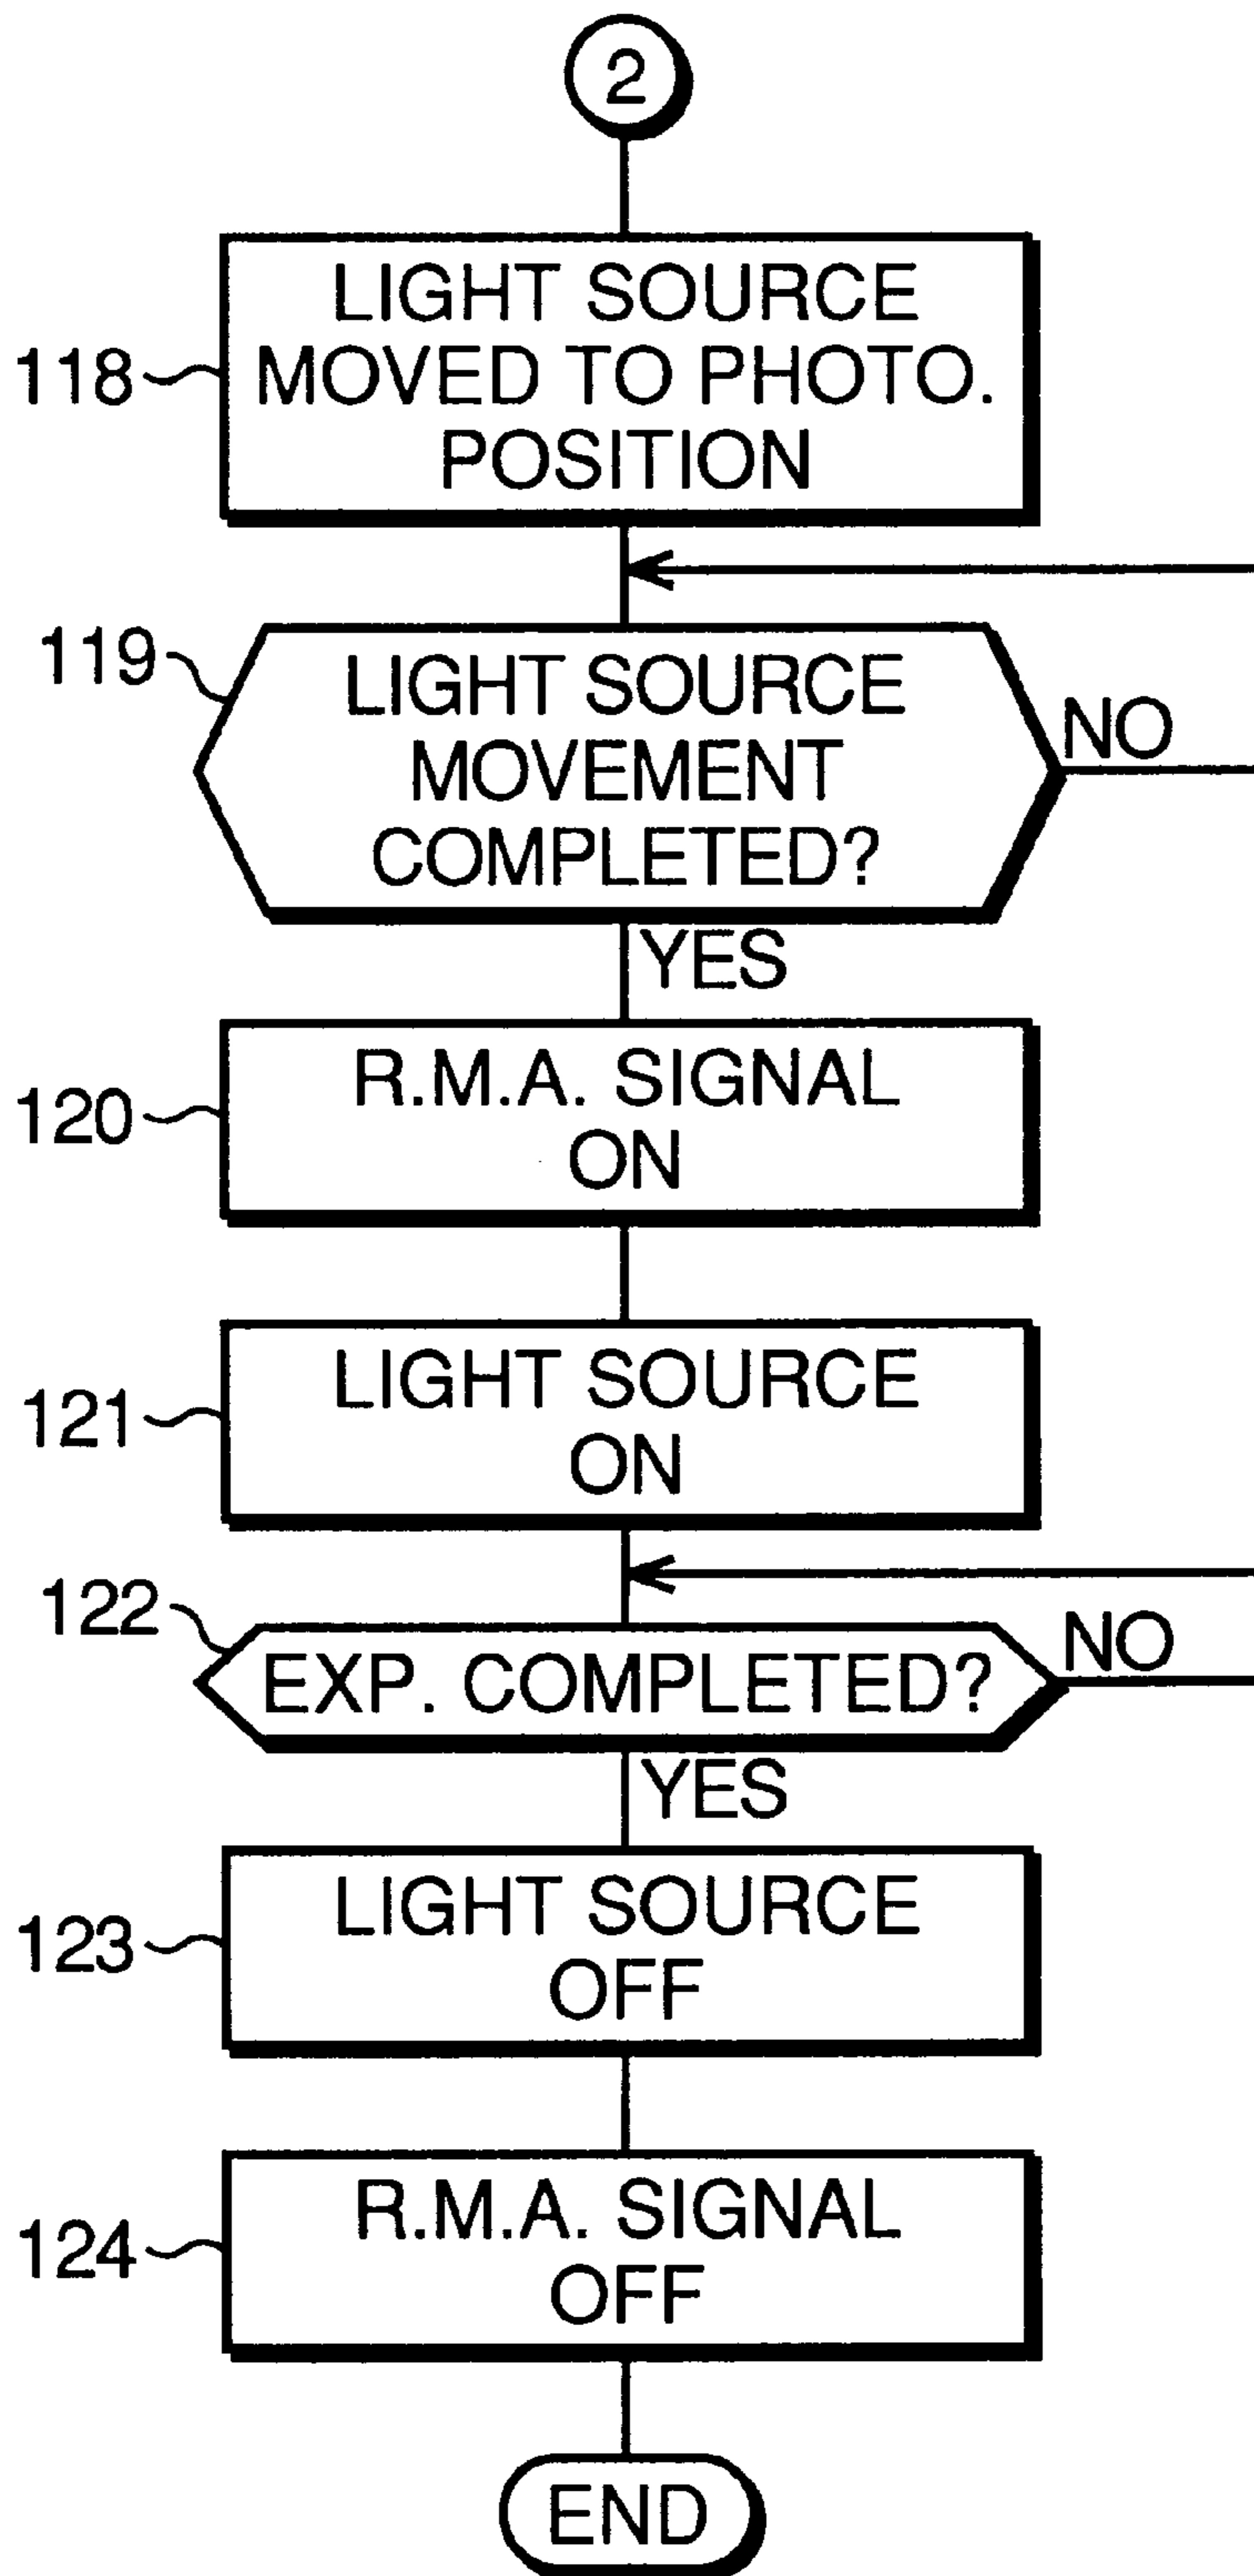 2
118
LIGHT SOURCE
MOVED TO PHOTO.
POSITION
119
LIGHT SOURCE
MOVEMENT
COMPLETED?
NO
YES
120
R.M.A. SIGNAL
ON
121
LIGHT SOURCE
ON
122
EXP. COMPLETED?
NO
YES
123
LIGHT SOURCE
OFF
124
R.M.A. SIGNAL
OFF
END